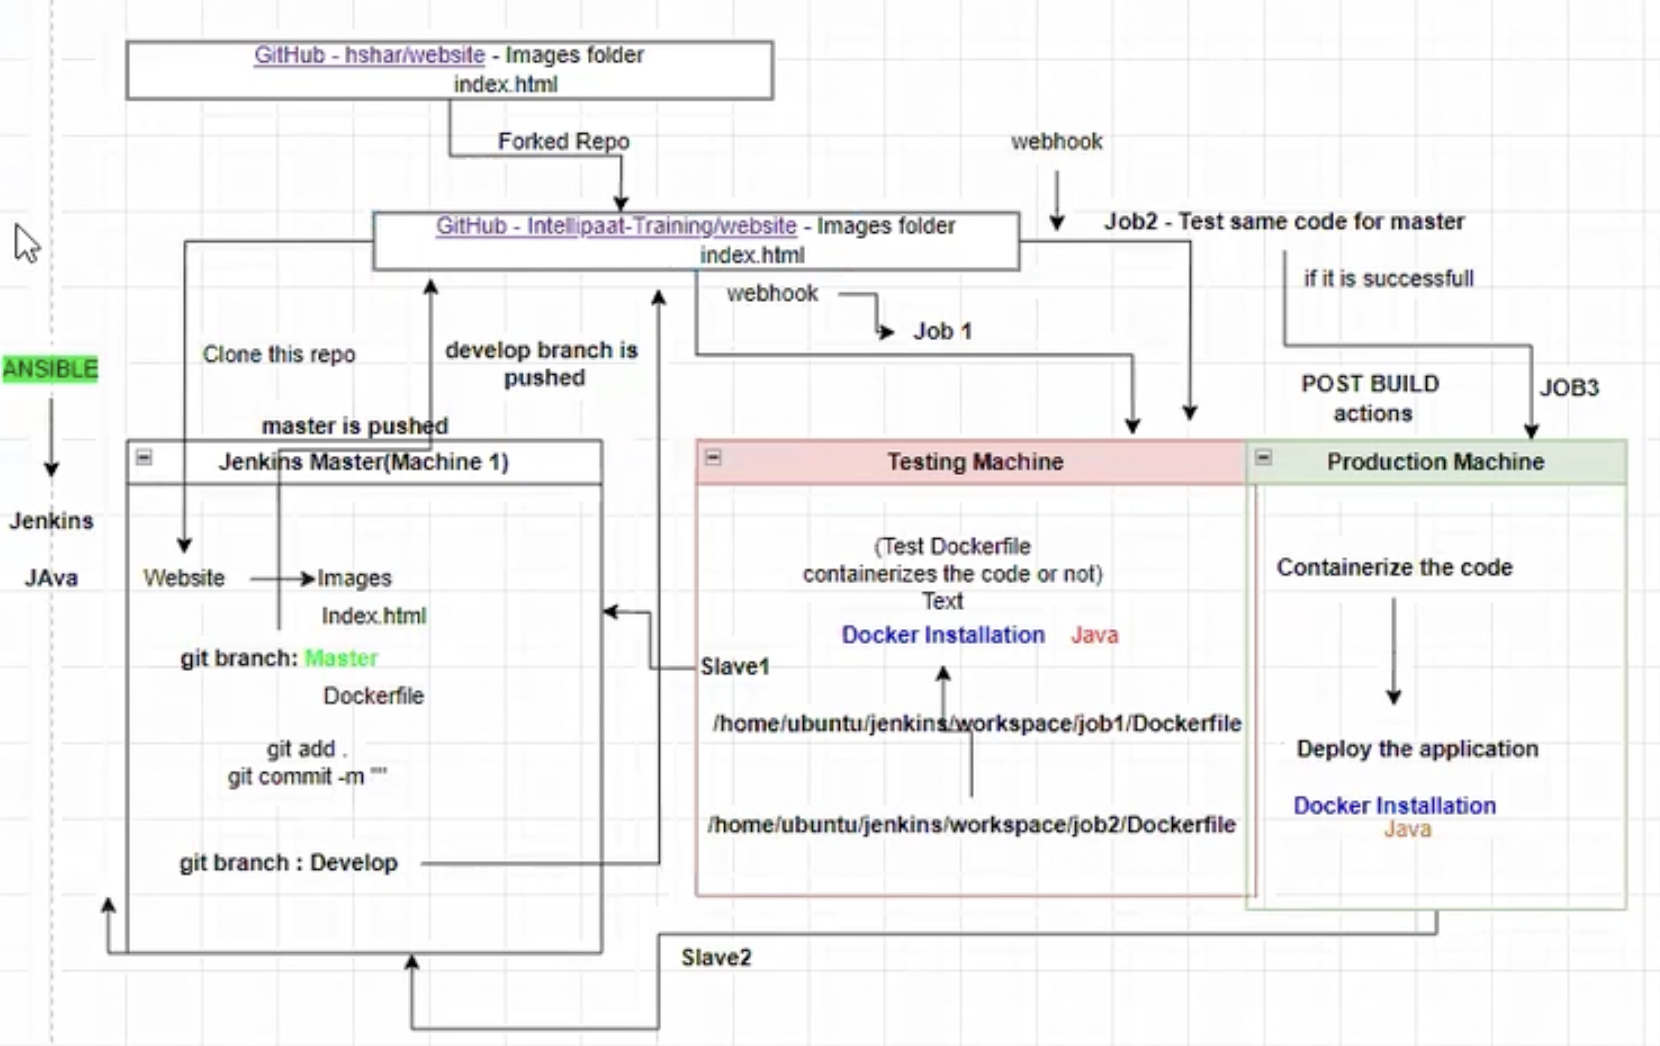 GitHub - hshar/website - Images folder
index.html
Forked Repo
webhook
GitHub - Intellipaat-Training/website - Images folder
index.html
Job2 - Test same code for master
if it is successfull
webhook
Job 1
Clone this repo
develop branch is
pushed
ANSIBLE
POST BUILD
actions
JOB3
master is pushed
Jenkins Master(Machine 1)
Testing Machine
Production Machine
Jenkins
JAva
Website
Images
Index.html
git branch: Master
Dockerfile
git add .
git commit -m ""
git branch : Develop
(Test Dockerfile
containerizes the code or not)
Text
Docker Installation Java
Slave1
/home/ubuntu/jenkins/workspace/job1/Dockerfile
/home/ubuntu/jenkins/workspace/job2/Dockerfile
Containerize the code
Deploy the application
Docker Installation
Java
Slave2